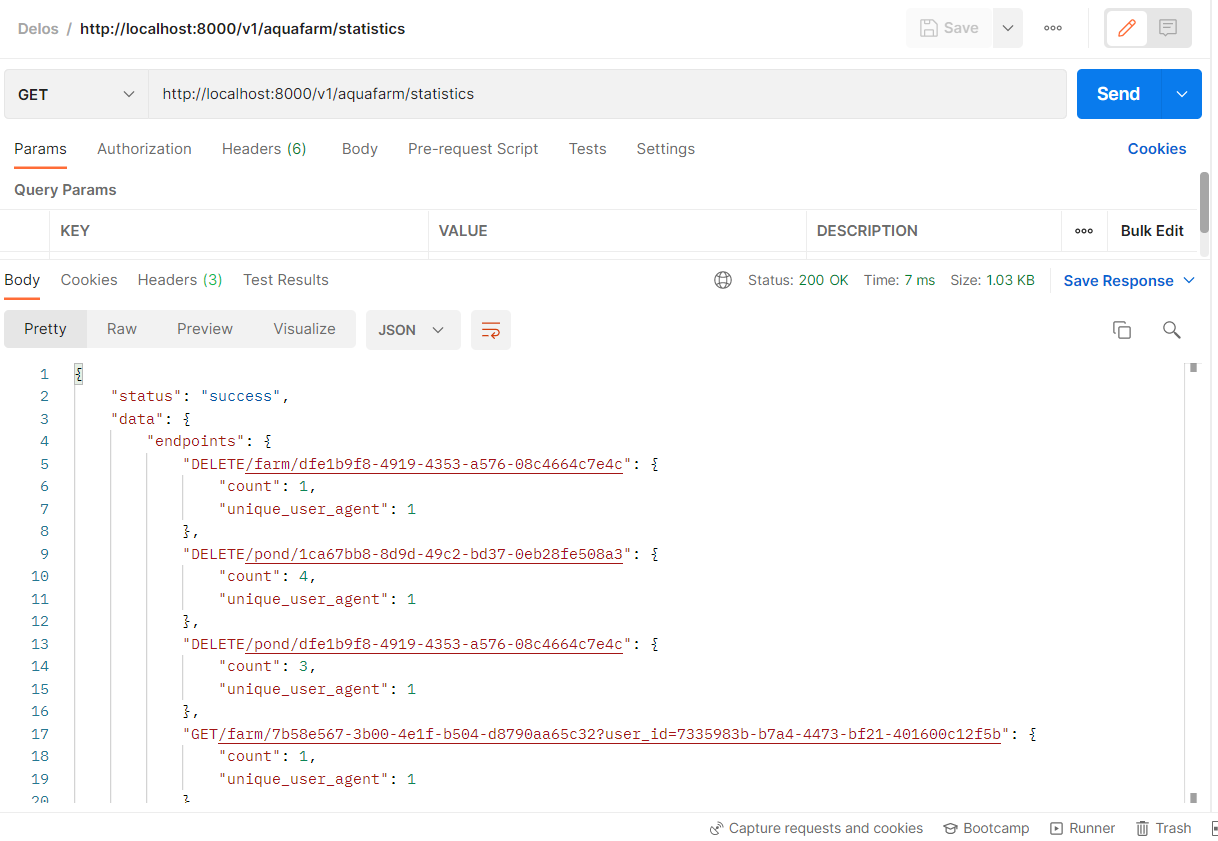 Delos / http://localhost:8000/v1/aquafarm/statistics
Save
GET http://localhost:8000/v1/aquafarm/statistics Send
Params Authorization Headers (6) Body Pre-request Script Tests Settings Cookies
Query Params
KEY VALUE DESCRIPTION Bulk Edit
Body Cookies Headers (3) Test Results Status: 200 OK Time: 7 ms Size: 1.03 KB Save Response
Pretty Raw Preview Visualize JSON
1 {
2 "status": "success",
3 "data": {
4 "endpoints": {
5 "DELETE/farm/dfe1b9f8-4919-4353-a576-08c4664c7e4c": {
6 "count": 1,
7 "unique_user_agent": 1
8 },
9 "DELETE/pond/1ca67bb8-8d9d-49c2-bd37-0eb28fe508a3": {
10 "count": 4,
11 "unique_user_agent": 1
12 },
13 "DELETE/pond/dfe1b9f8-4919-4353-a576-08c4664c7e4c": {
14 "count": 3,
15 "unique_user_agent": 1
16 },
17 "GET/farm/7b58e567-3b00-4e1f-b504-d8790aa65c32?user_id=7335983b-b7a4-4473-bf21-401600c12f5b": {
18 "count": 1,
19 "unique_user_agent": 1
20 }
Capture requests and cookies Bootcamp Runner Trash